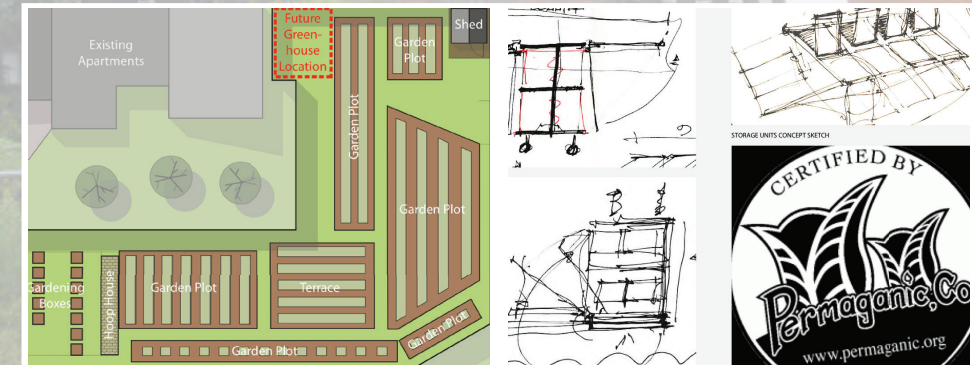 Existing
Apartments
Future
Green-
house
Location
Garden Plot
Garden
Plot
Shed
Garden Plot
Gardening
Boxes
Hoop House
Garden Plot
Terrace
Garden Plot
Garden Plot
B
STORAGE UNITS CONCEPT SKETCH
CERTIFIED BY
Permaganic,Co
www.permaganic.org